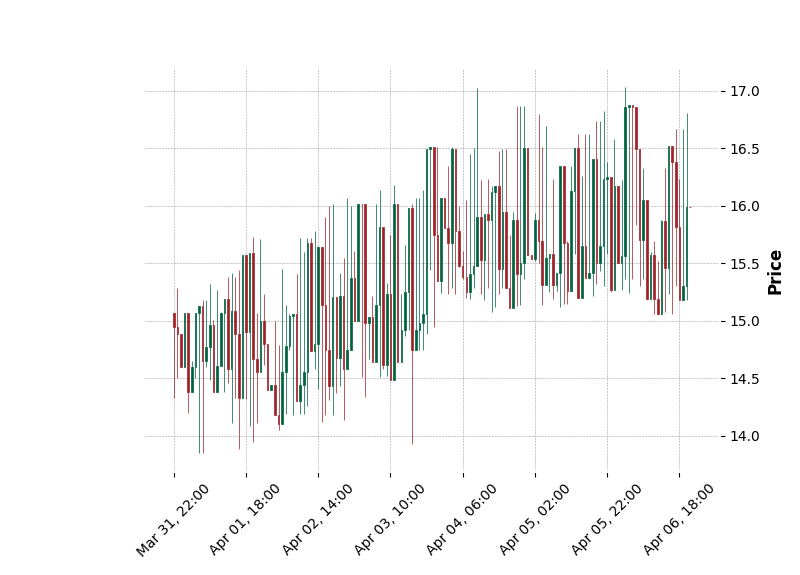 17.0
16.5
16.0
15.5
15.0
14.5
14.0
Price
Mar 31, 22:00
Apr 01, 18:00
Apr 02, 14:00
Apr 03, 10:00
Apr 04, 06:00
Apr 05, 02:00
Apr 05, 22:00
Apr 06, 18:00